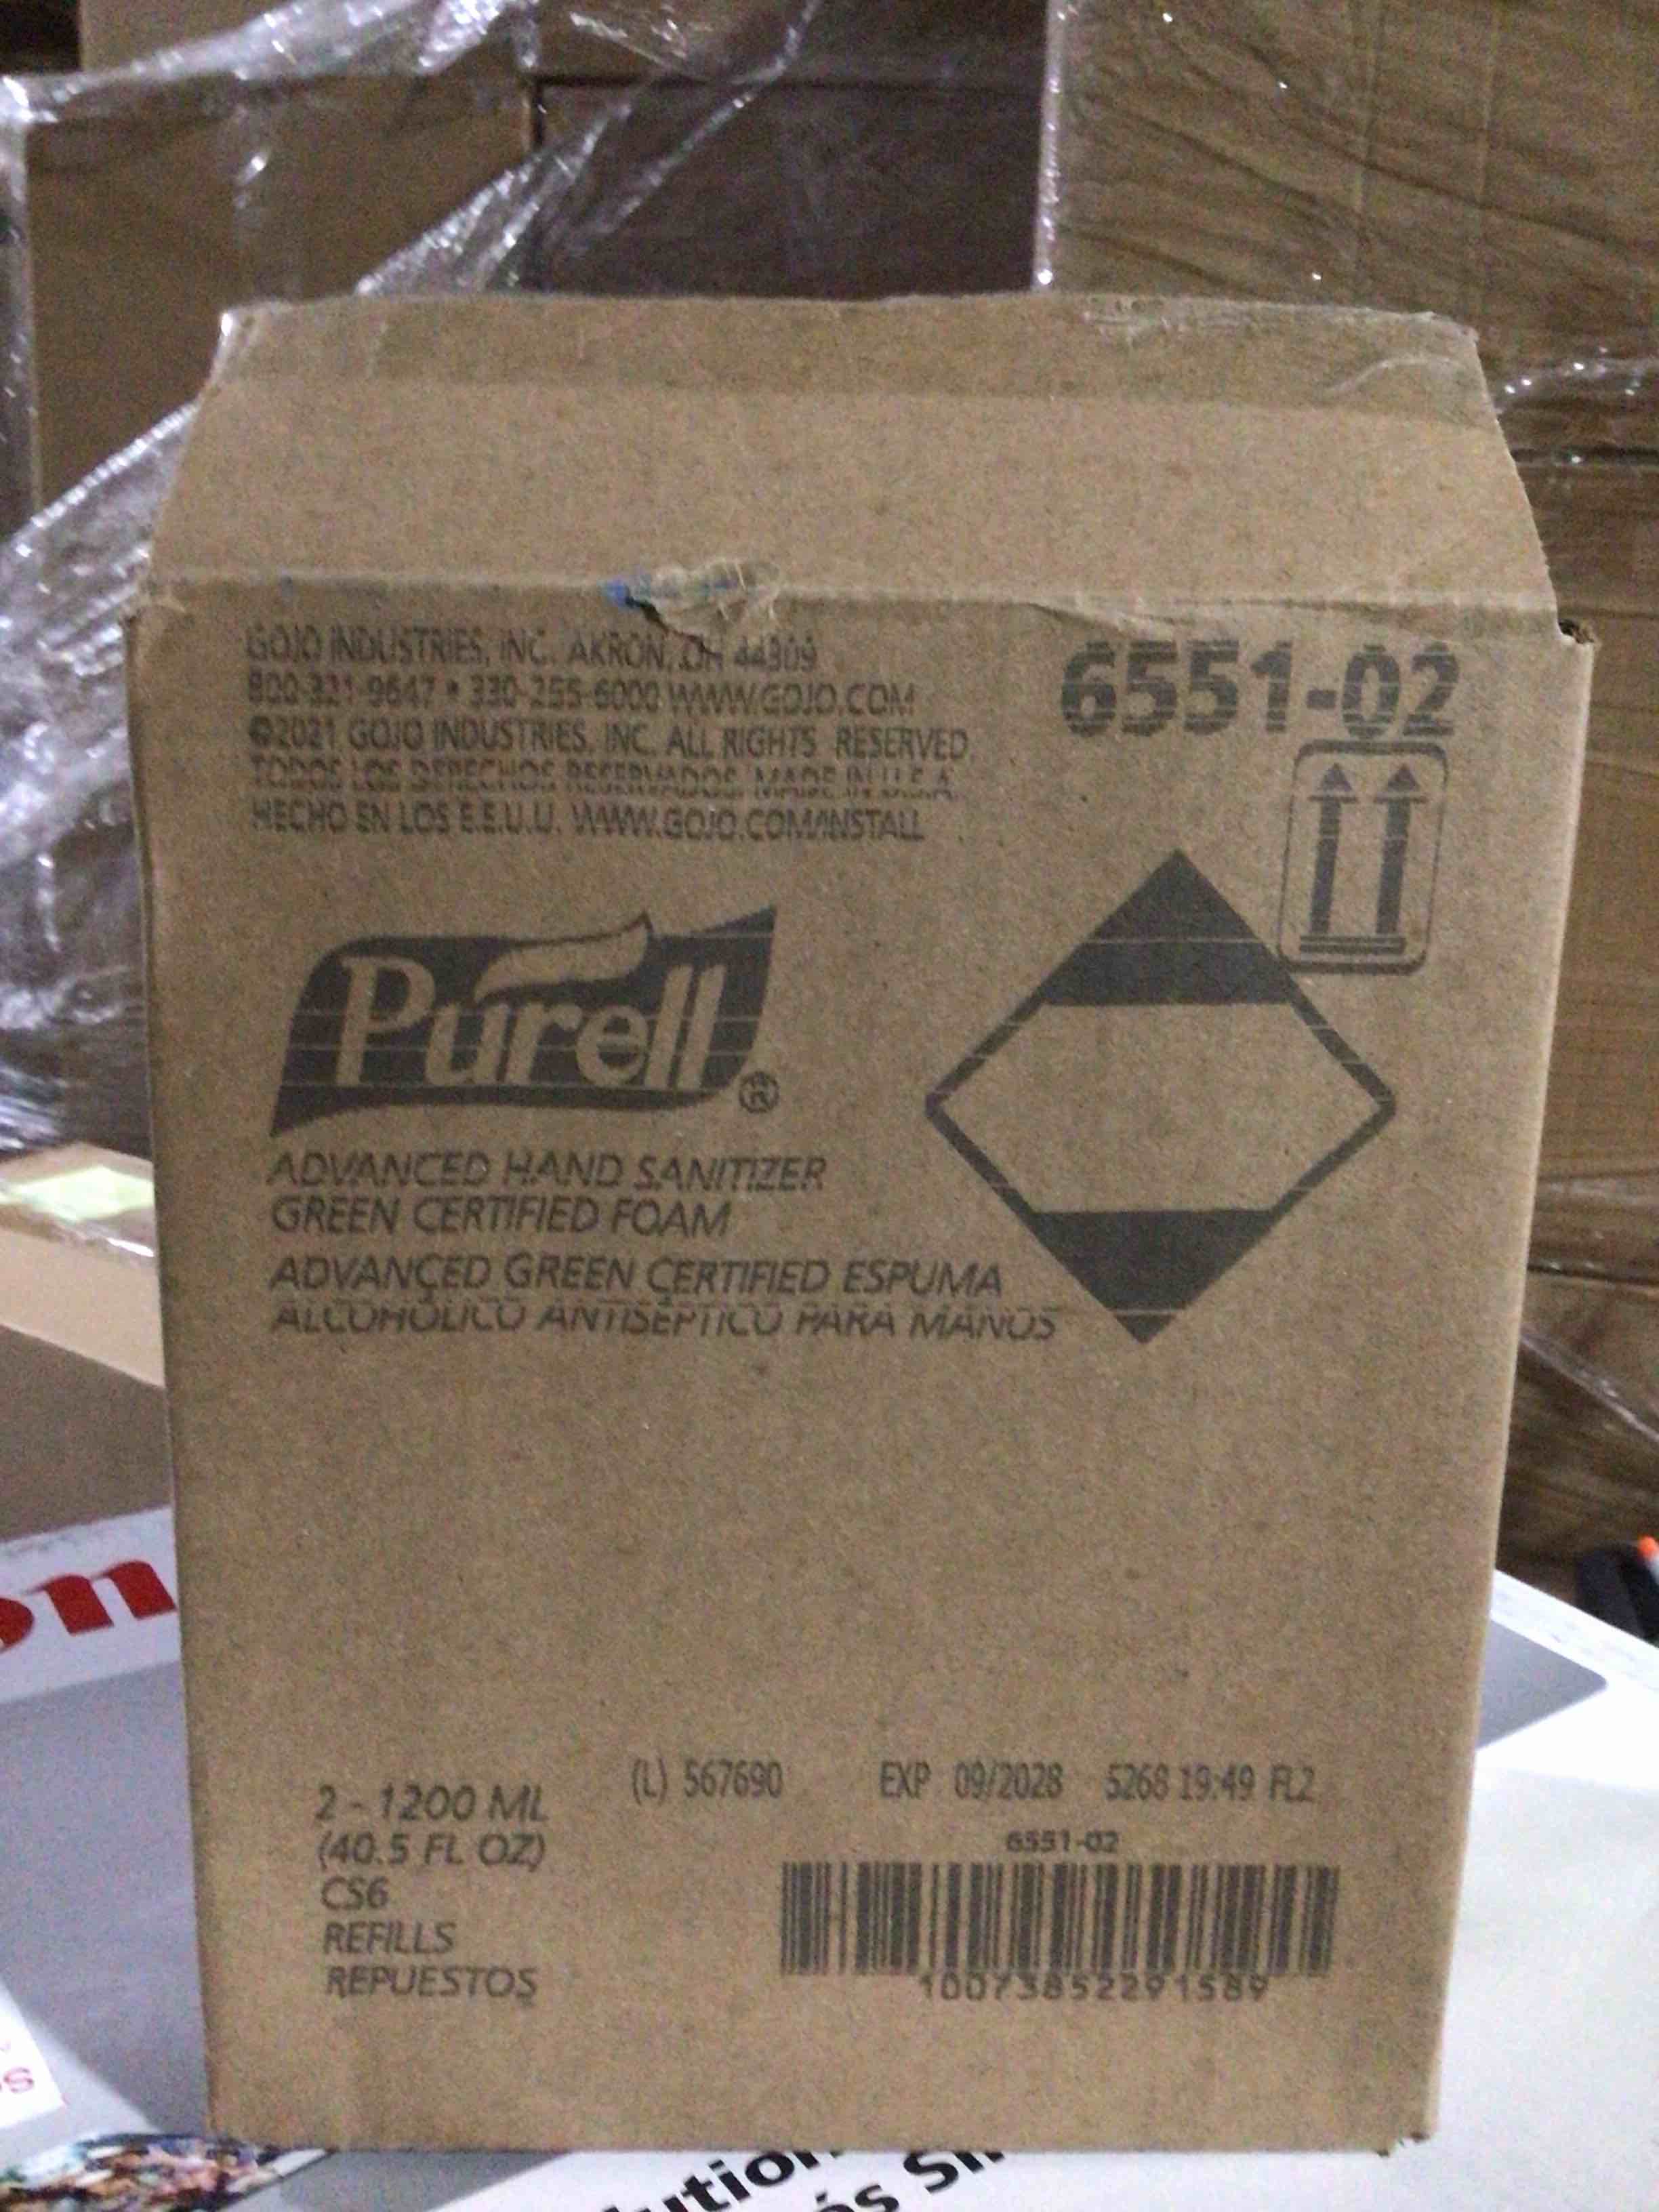 GOJO INDUSTRIES, INC. AKRON, OH 44309
800-321-9647 • 330-255-6000 WWW.GOJO.COM
©2021 GOJO INDUSTRIES, INC. ALL RIGHTS RESERVED.
TODOS LOS DERECHOS RESERVADOS. MADE IN U.S.A.
HECHO EN LOS E.E.U.U. WWW.GOJO.COM/INSTALL
6551-02
Purell®
ADVANCED HAND SANITIZER
GREEN CERTIFIED FOAM
ADVANCED GREEN CERTIFIED ESPUMA
ALCOHÓLICO ANTISÉPTICO PARA MANOS
2 - 1200 ML
(40.5 FL OZ)
CS6
REFILLS
REPUESTOS
(L) 567690 EXP 09/2028 5268 19:49 FL2
6551-02
10073852291589
on